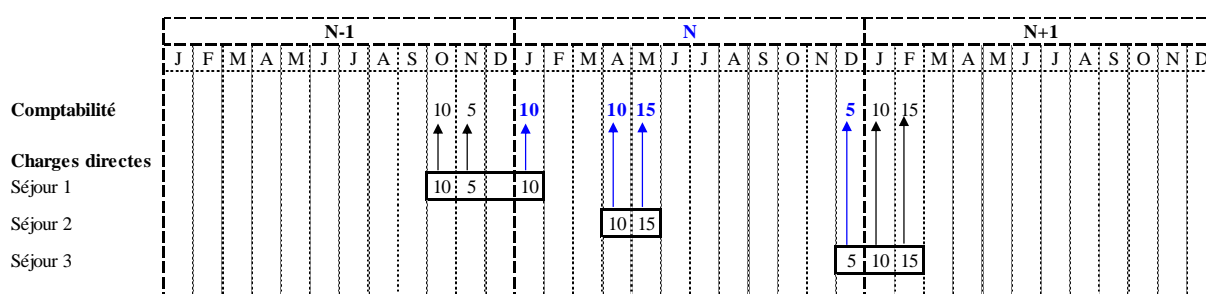 N-1 N N+1
J F M A M J J A S O N D J F M A M J J A S O N D J F M A M J J A S O N D
Comptabilité 10 5 10 10 15 5 10 15
Charges directes
Séjour 1 10 5 10
Séjour 2 10 15
Séjour 3 5 10 15